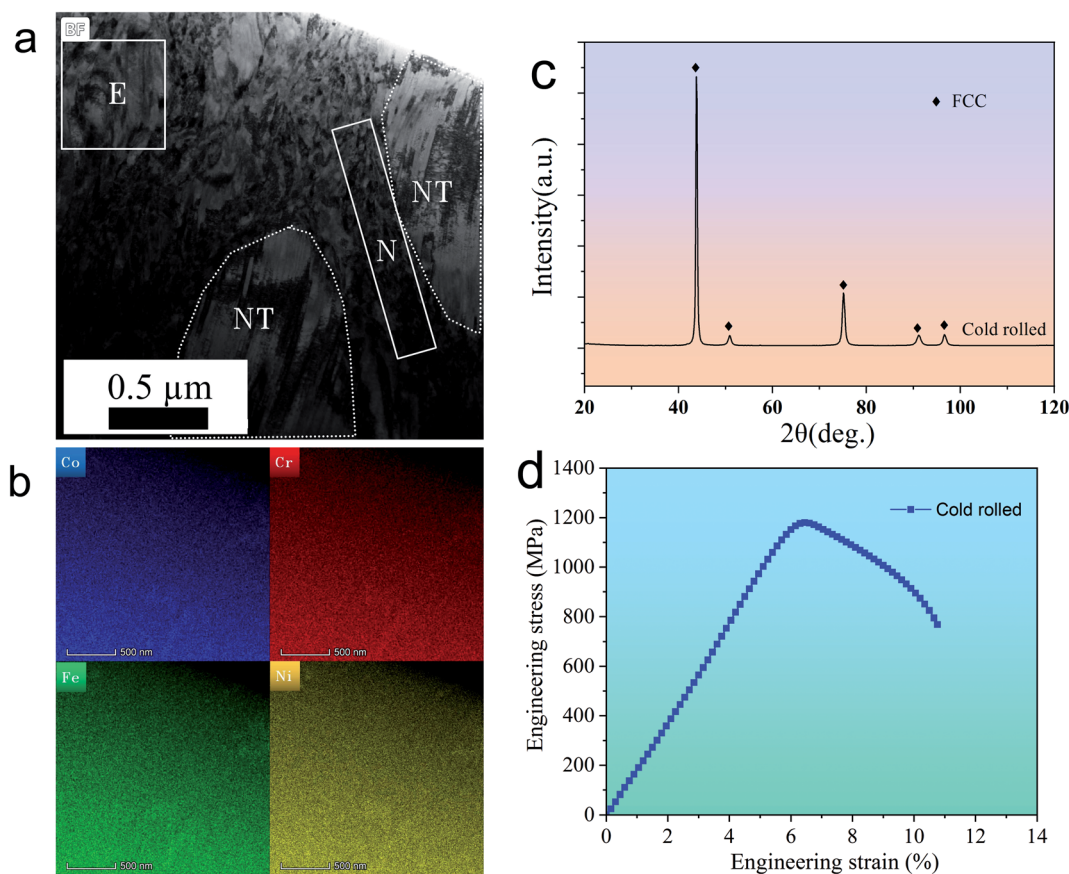 a
BF
E
NT
N
NT
0.5 µm
b
Co
Cr
500 nm
500 nm
Fe
Ni
500 nm
500 nm
c
Intensity(a.u.)
FCC
Cold rolled
20 40 60 80 100 120
2θ(deg.)
d
Engineering stress (MPa)
1400
1200
1000
800
600
400
200
0
Cold rolled
0 2 4 6 8 10 12 14
Engineering strain (%)